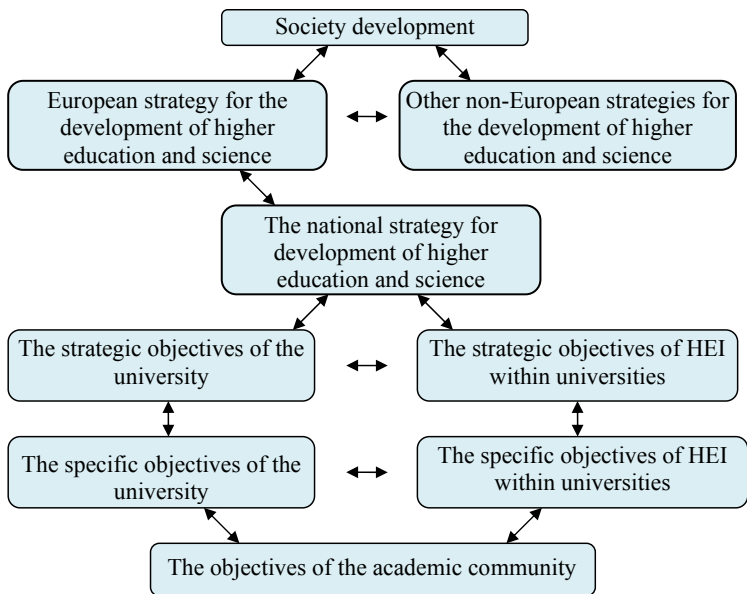 Society development
European strategy for the
development of higher
education and science
Other non-European strategies for
the development of higher
education and science
The national strategy for
development of higher
education and science
The strategic objectives of the
university
The strategic objectives of HEI
within universities
The specific objectives of the
university
The specific objectives of HEI
within universities
The objectives of the academic community